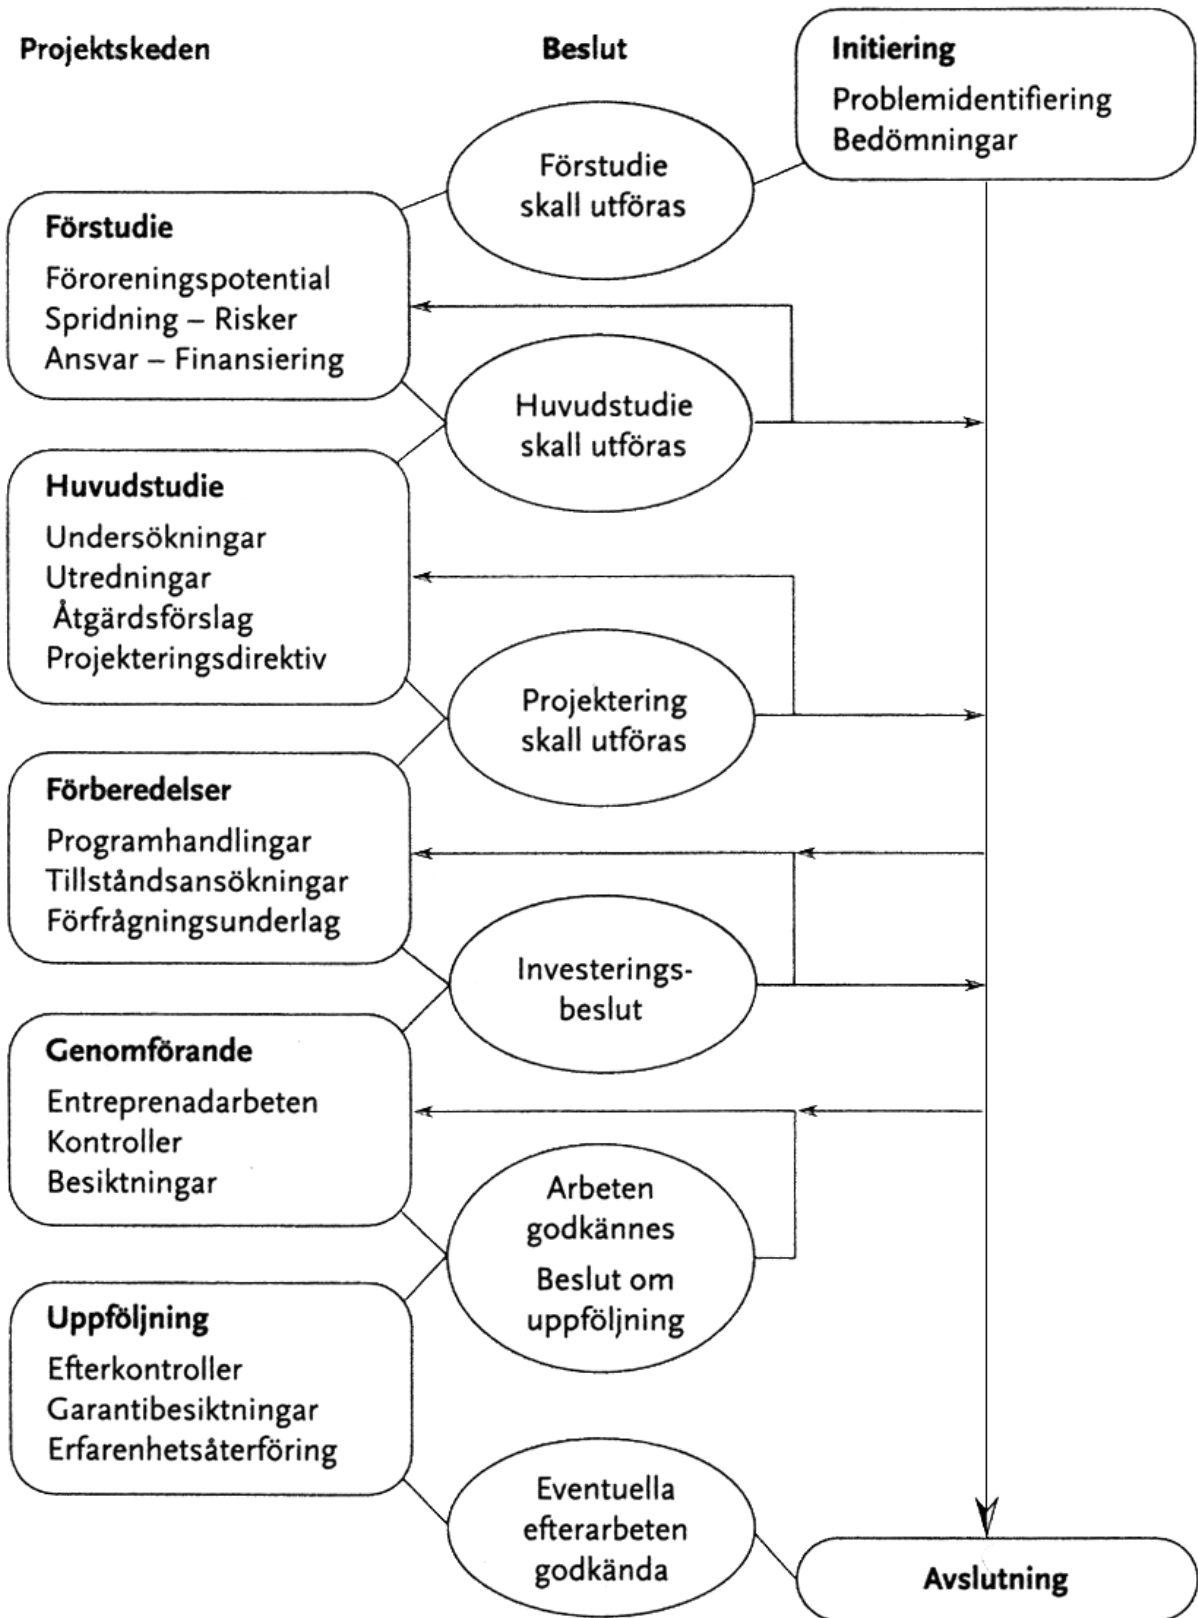 Projektskeden
Beslut
Initiering
Problemidentifiering
Bedömningar
Förstudie
skall utföras
Förstudie
Föroreningspotential
Spridning – Risker
Ansvar – Finansiering
Huvudstudie
skall utföras
Huvudstudie
Undersökningar
Utredningar
Åtgärdsförslag
Projekteringsdirektiv
Projektering
skall utföras
Förberedelser
Programhandlingar
Tillståndsansökningar
Förfrågningsunderlag
Investerings-
beslut
Genomförande
Entreprenadarbeten
Kontroller
Besiktningar
Arbeten
godkännes
Beslut om
uppföljning
Uppföljning
Efterkontroller
Garantibesiktningar
Erfarenhetsåterföring
Eventuella
efterarbeten
godkända
Avslutning